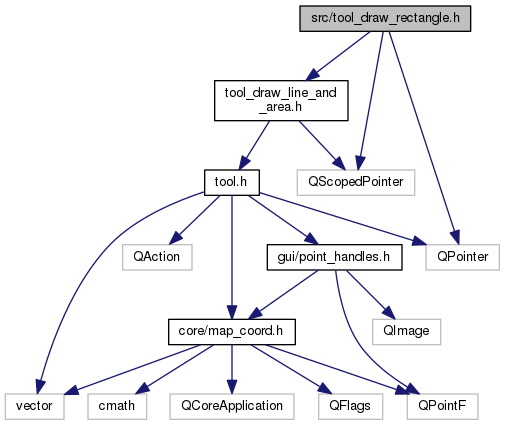 src/tool_draw_rectangle.h
tool_draw_line_and
_area.h
tool.h
QScopedPointer
QAction
gui/point_handles.h
QPointer
core/map_coord.h
QImage
vector
cmath
QCoreApplication
QFlags
QPointF